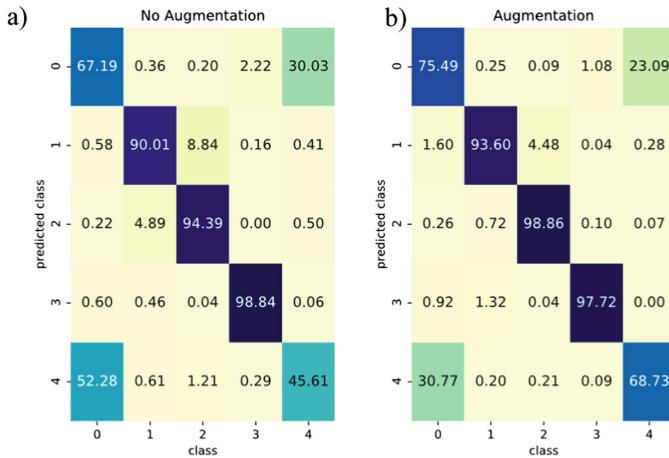 a)
No Augmentation
predicted class
0 67.19 0.36 0.20 2.22 30.03
1 0.58 90.01 8.84 0.16 0.41
2 0.22 4.89 94.39 0.00 0.50
3 0.60 0.46 0.04 98.84 0.06
4 52.28 0.61 1.21 0.29 45.61
0 1 2 3 4
class
b)
Augmentation
predicted class
0 75.49 0.25 0.09 1.08 23.09
1 1.60 93.60 4.48 0.04 0.28
2 0.26 0.72 98.86 0.10 0.07
3 0.92 1.32 0.04 97.72 0.00
4 30.77 0.20 0.21 0.09 68.73
0 1 2 3 4
class